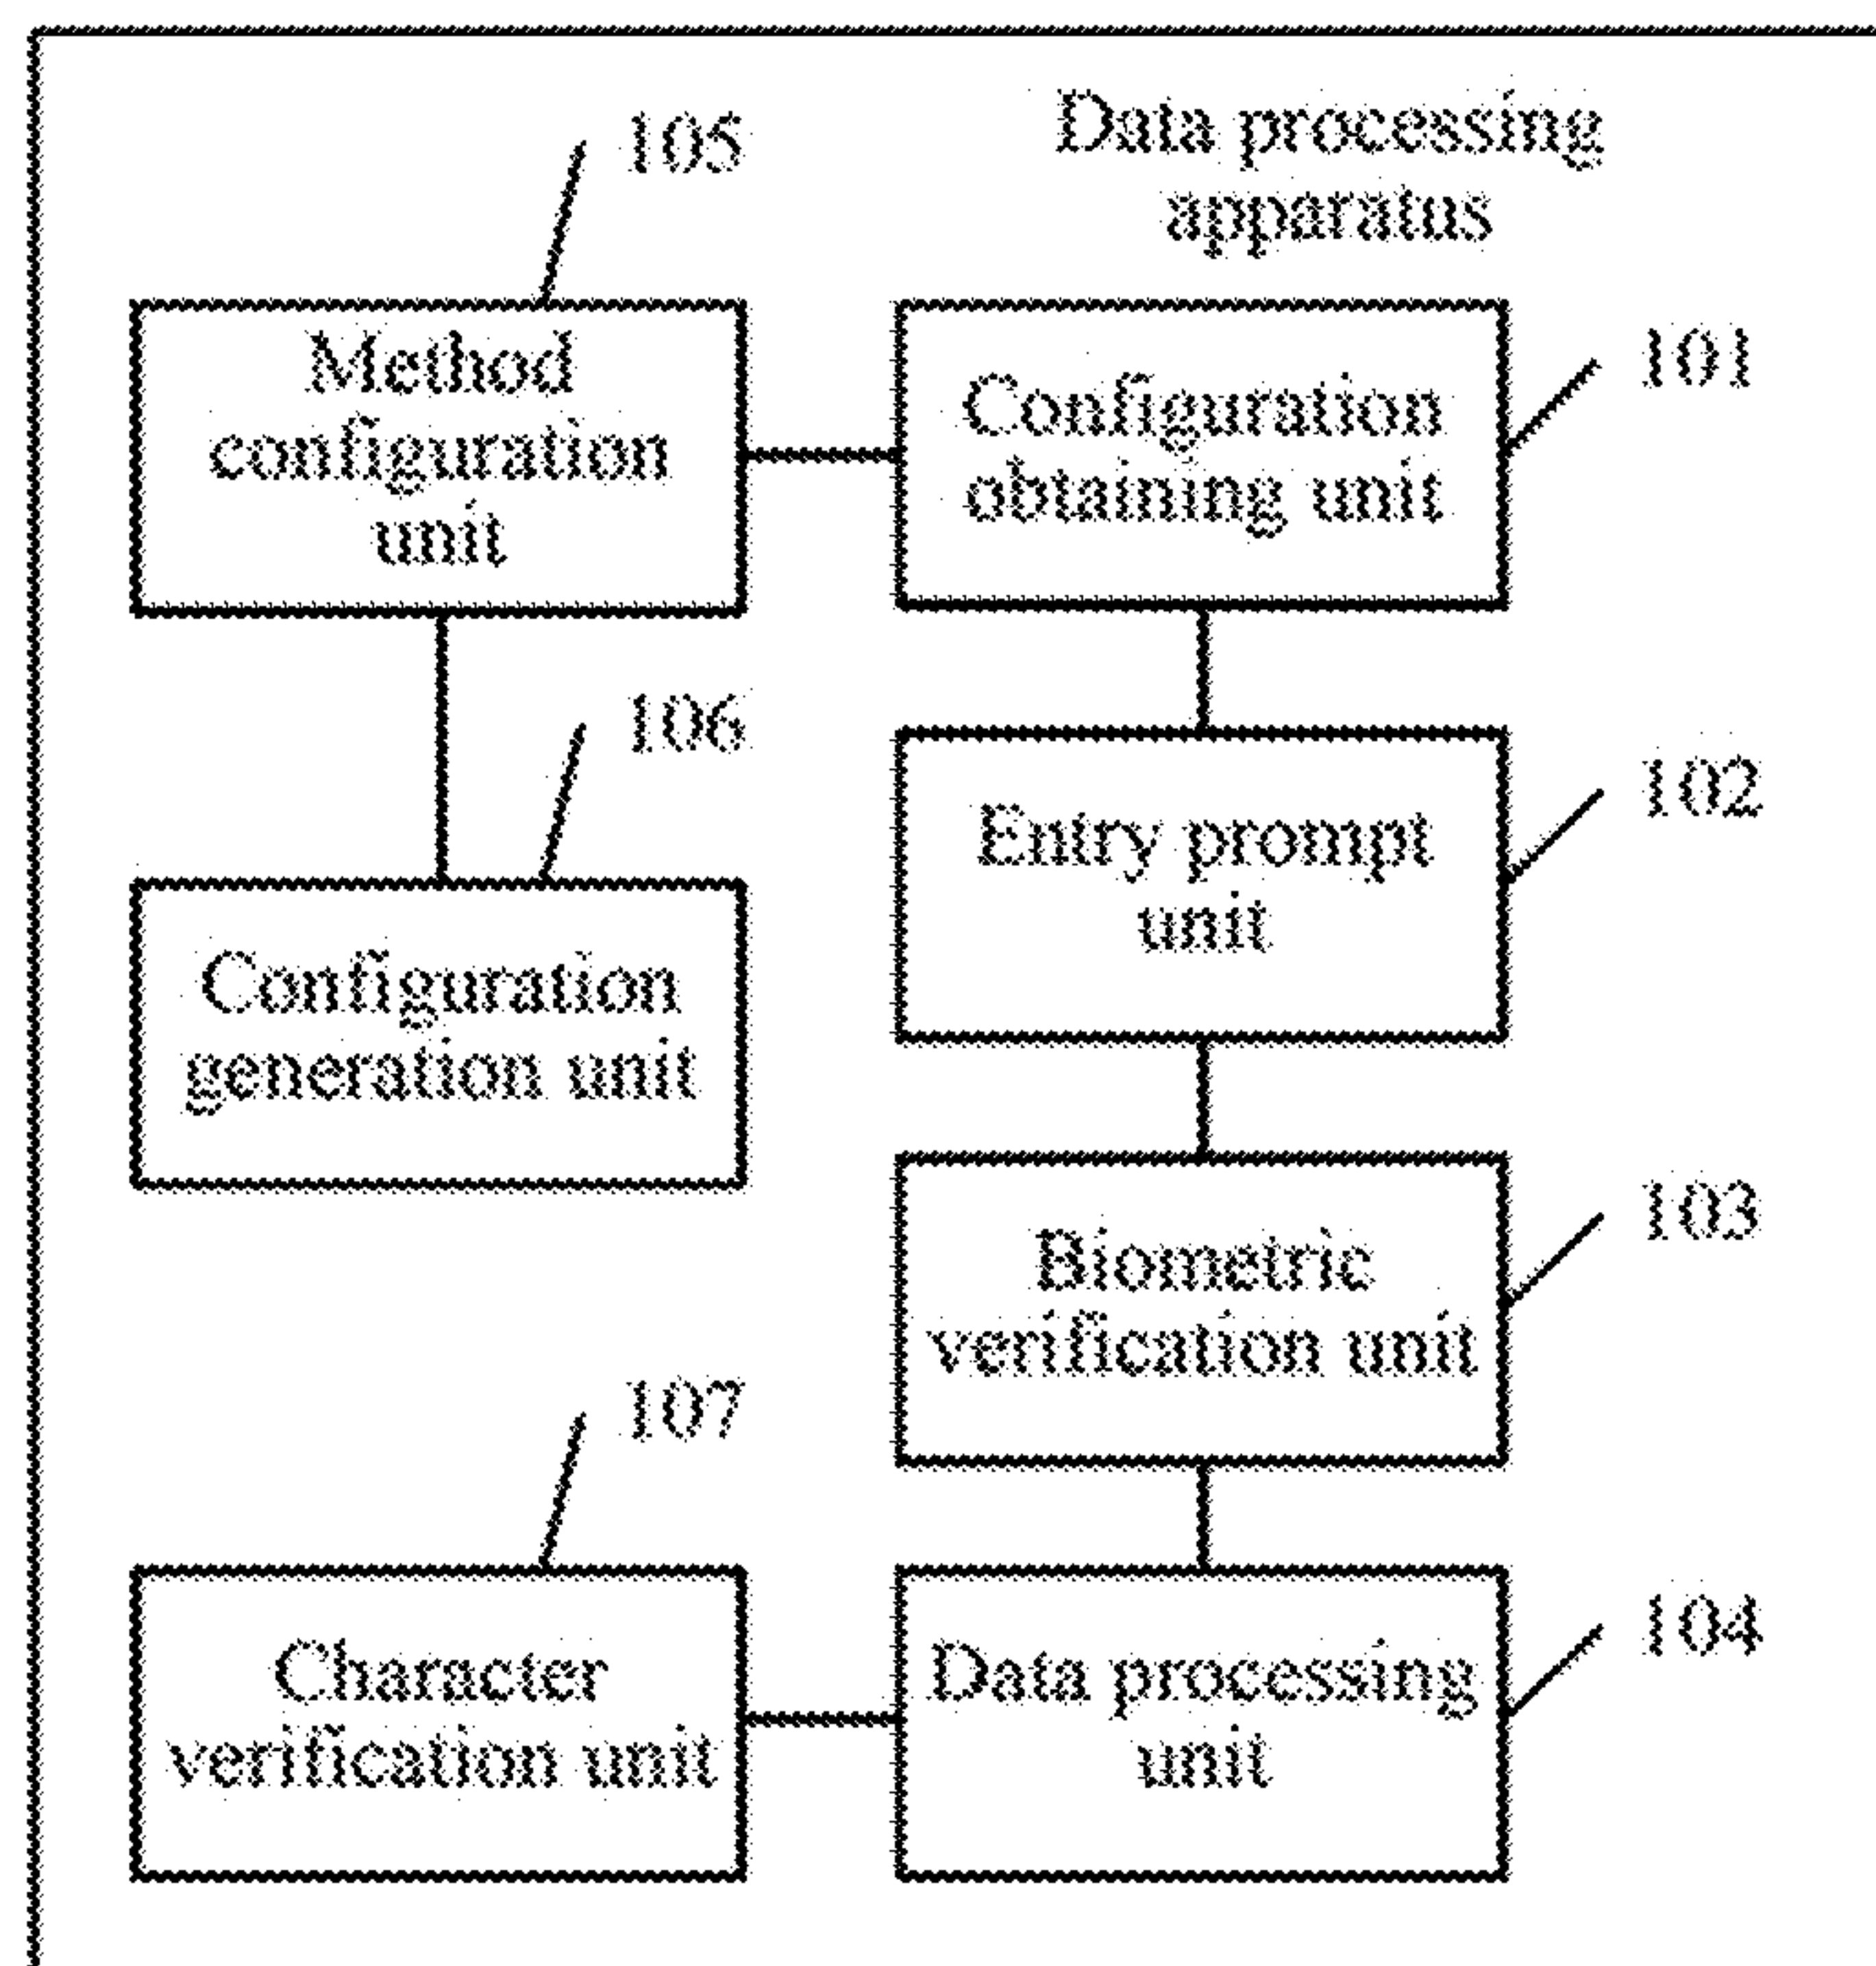 Data processing
apparatus
105
Method
configuration
unit
Configuration
obtaining unit
101
106
Configuration
generation unit
Entry prompt
unit
102
Biometric
verification unit
103
107
Character
verification unit
Data processing
unit
104